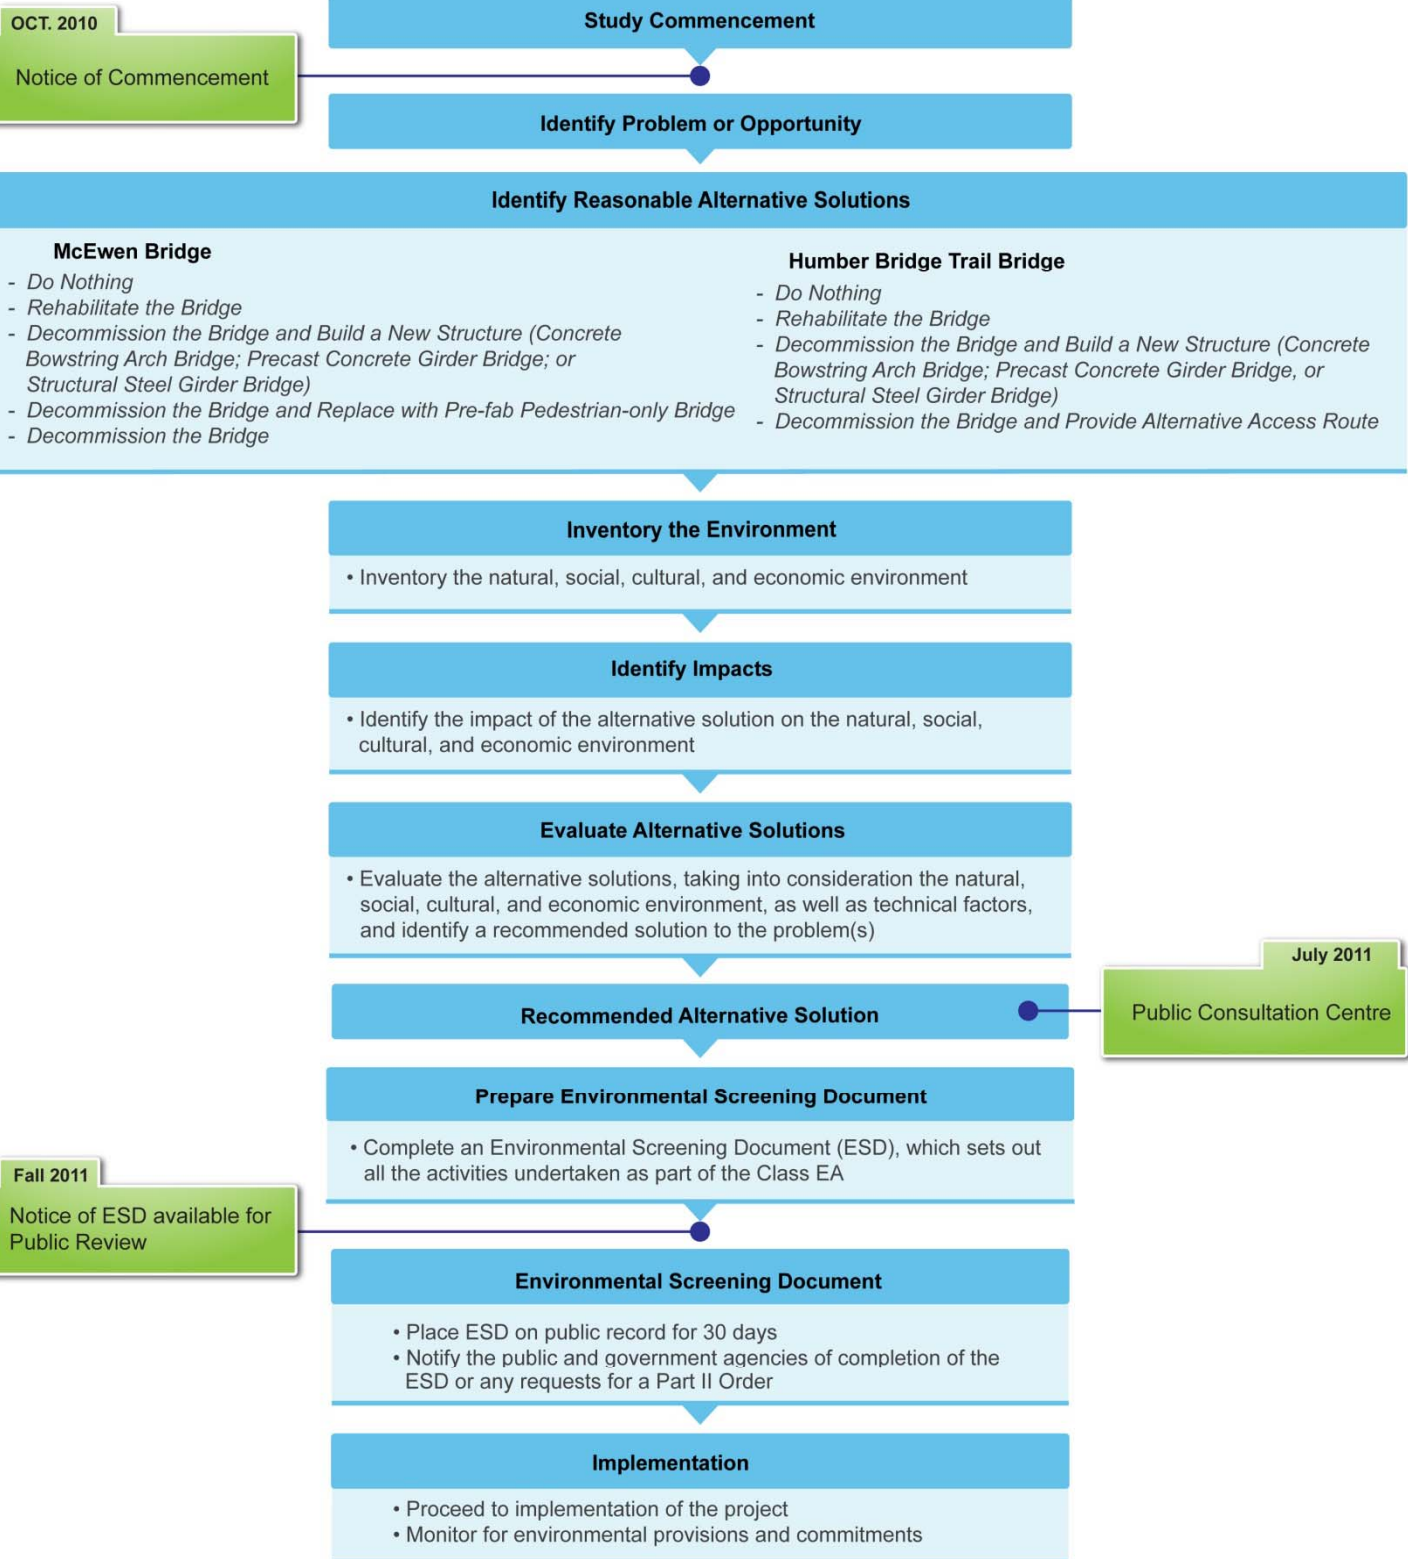 OCT. 2010
Notice of Commencement
Study Commencement
Identify Problem or Opportunity
Identify Reasonable Alternative Solutions
McEwen Bridge
- Do Nothing
- Rehabilitate the Bridge
- Decommission the Bridge and Build a New Structure (Concrete
Bowstring Arch Bridge; Precast Concrete Girder Bridge; or
Structural Steel Girder Bridge)
- Decommission the Bridge and Replace with Pre-fab Pedestrian-only Bridge
- Decommission the Bridge
Humber Bridge Trail Bridge
- Do Nothing
- Rehabilitate the Bridge
- Decommission the Bridge and Build a New Structure (Concrete
Bowstring Arch Bridge; Precast Concrete Girder Bridge, or
Structural Steel Girder Bridge)
- Decommission the Bridge and Provide Alternative Access Route
Inventory the Environment
• Inventory the natural, social, cultural, and economic environment
Identify Impacts
• Identify the impact of the alternative solution on the natural, social,
cultural, and economic environment
Evaluate Alternative Solutions
• Evaluate the alternative solutions, taking into consideration the natural,
social, cultural, and economic environment, as well as technical factors,
and identify a recommended solution to the problem(s)
Recommended Alternative Solution
July 2011
Public Consultation Centre
Prepare Environmental Screening Document
• Complete an Environmental Screening Document (ESD), which sets out
all the activities undertaken as part of the Class EA
Fall 2011
Notice of ESD available for
Public Review
Environmental Screening Document
• Place ESD on public record for 30 days
• Notify the public and government agencies of completion of the
ESD or any requests for a Part II Order
Implementation
• Proceed to implementation of the project
• Monitor for environmental provisions and commitments